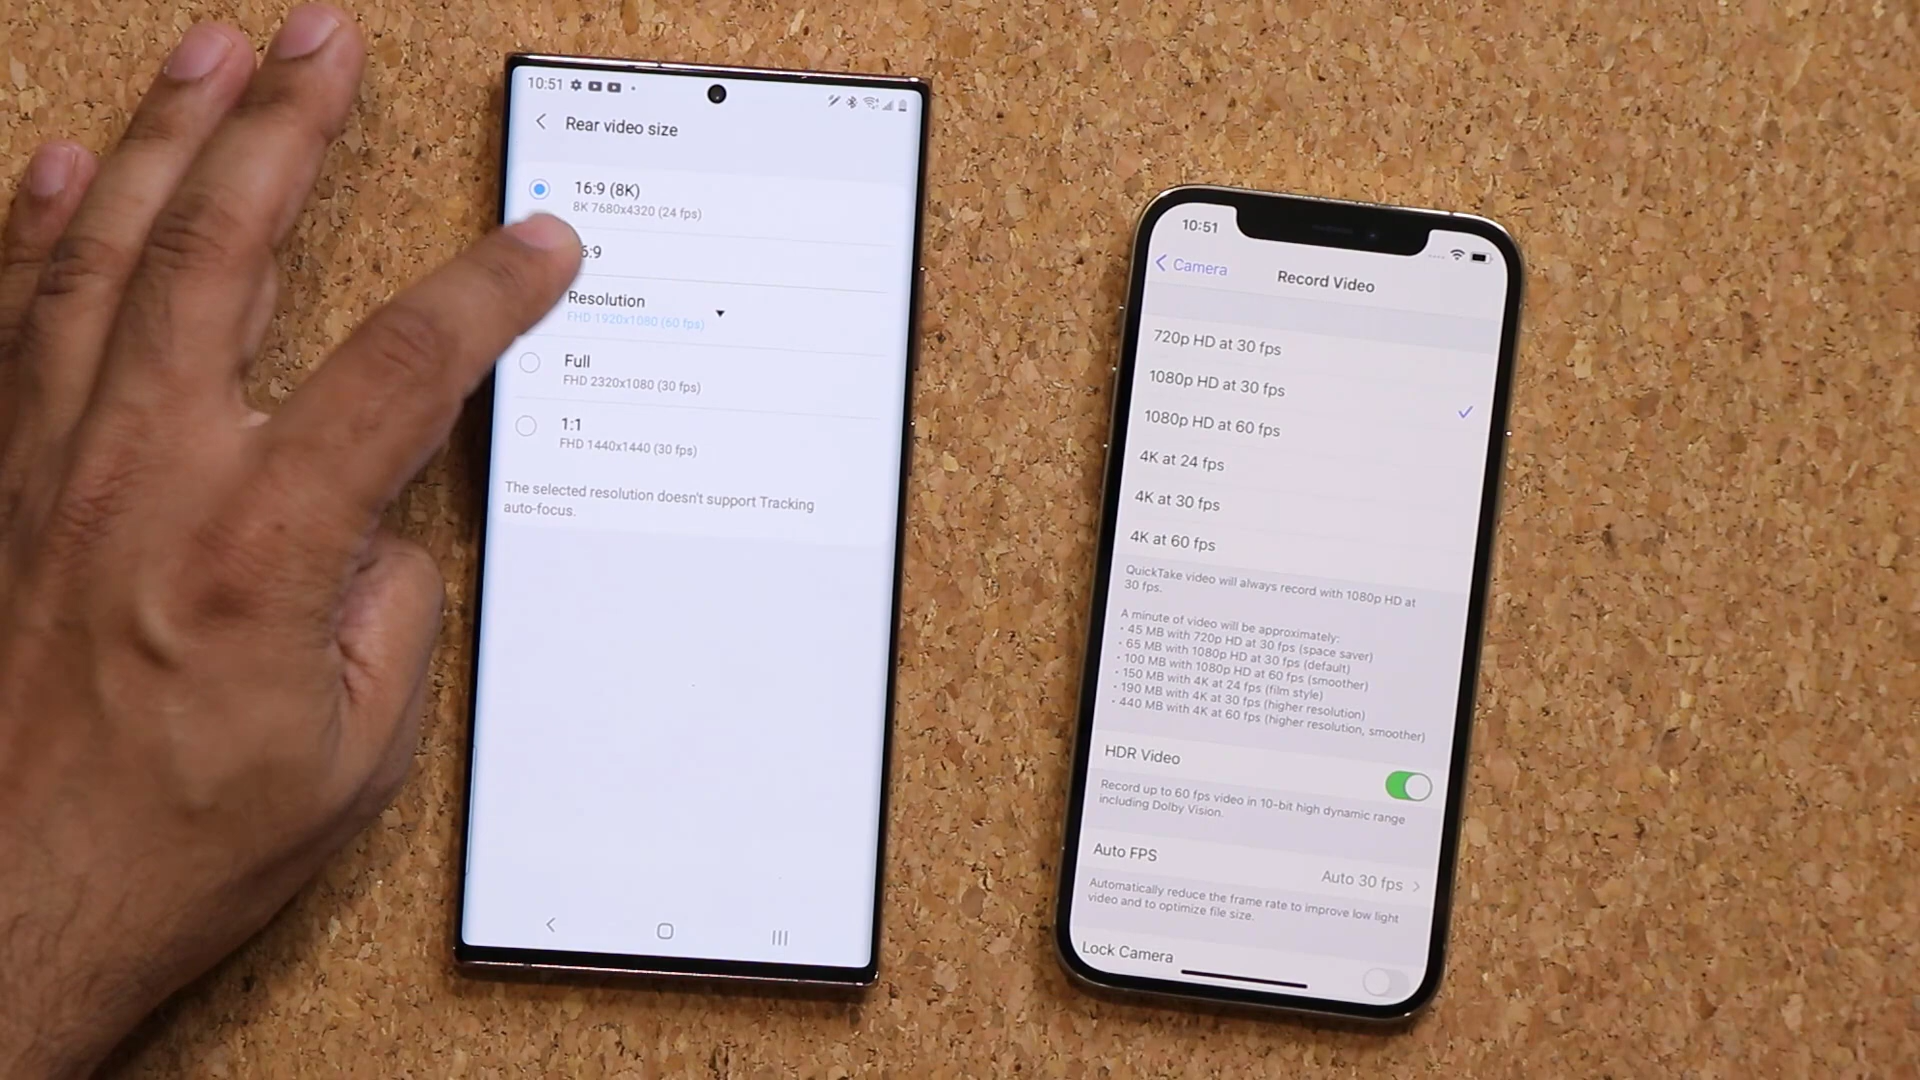 10:51
Rear video size
16:9 (8K)
8K 7680x4320 (24 fps)
6:9
Resolution
FHD 1920x1080 (60 fps)
Full
FHD 2320x1080 (30 fps)
1:1
FHD 1440x1440 (30 fps)
The selected resolution doesn't support Tracking
auto-focus.
10:51
Camera
Record Video
720p HD at 30 fps
1080p HD at 30 fps
1080p HD at 60 fps
4K at 24 fps
4K at 30 fps
4K at 60 fps
QuickTake video will always record with 1080p HD at
30 fps.
A minute of video will be approximately:
• 45 MB with 720p HD at 30 fps (space saver)
• 65 MB with 1080p HD at 30 fps (default)
• 100 MB with 1080p HD at 60 fps (smoother)
• 150 MB with 4K at 24 fps (film style)
• 190 MB with 4K at 30 fps (higher resolution)
• 440 MB with 4K at 60 fps (higher resolution, smoother)
HDR Video
Record up to 60 fps video in 10-bit high dynamic range
including Dolby Vision.
Auto FPS
Auto 30 fps
Automatically reduce the frame rate to improve low light
video and to optimize file size.
Lock Camera